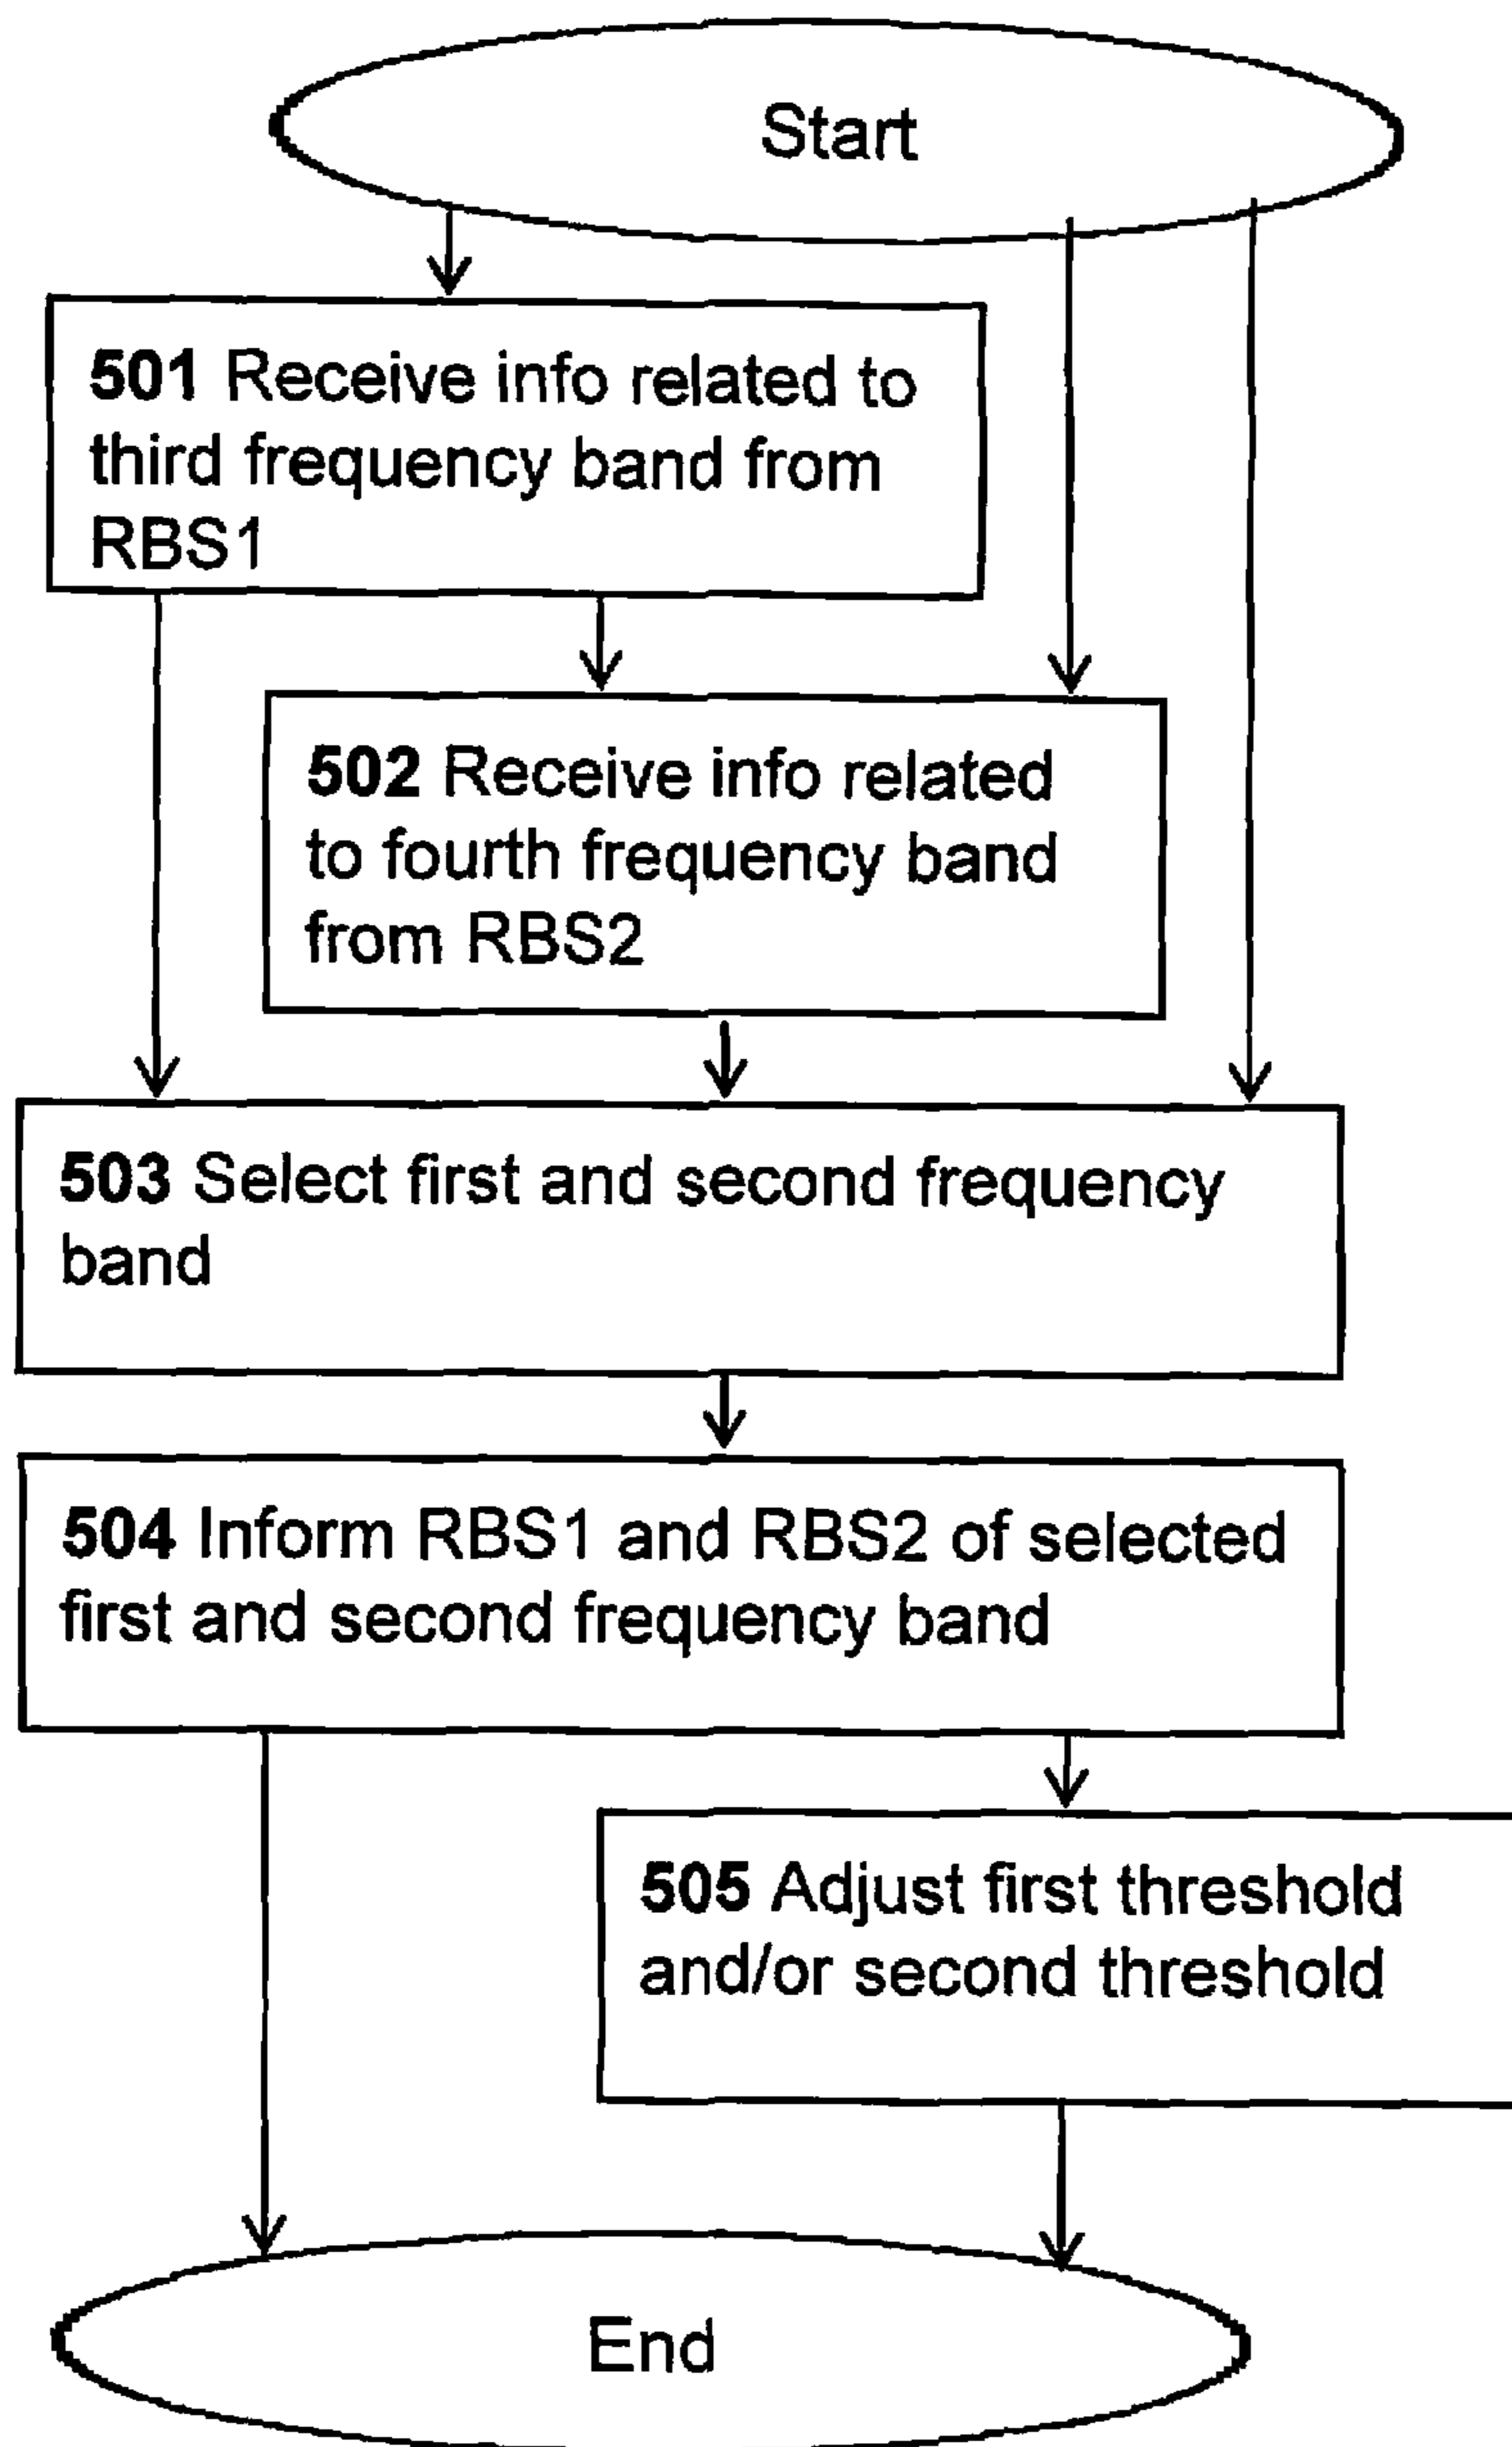 Start
501 Receive info related to
third frequency band from
RBS1
502 Receive info related
to fourth frequency band
from RBS2
503 Select first and second frequency
band
504 Inform RBS1 and RBS2 of selected
first and second frequency band
505 Adjust first threshold
and/or second threshold
End